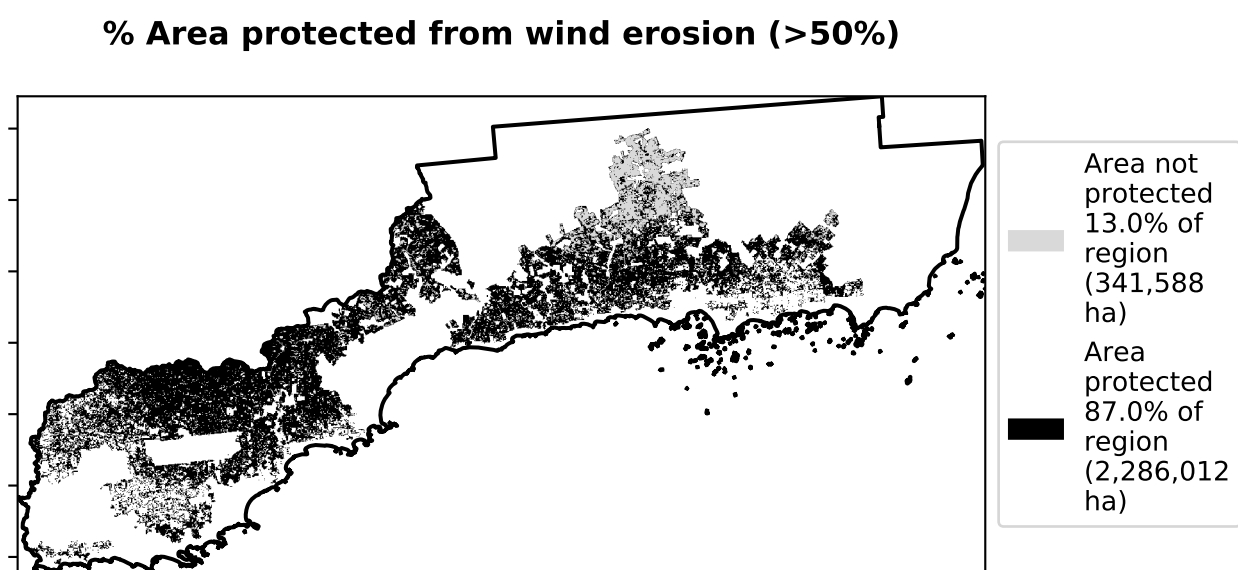 % Area protected from wind erosion (>50%)
Area not
protected
13.0% of
region
(341,588
ha)
Area
protected
87.0% of
region
(2,286,012
ha)